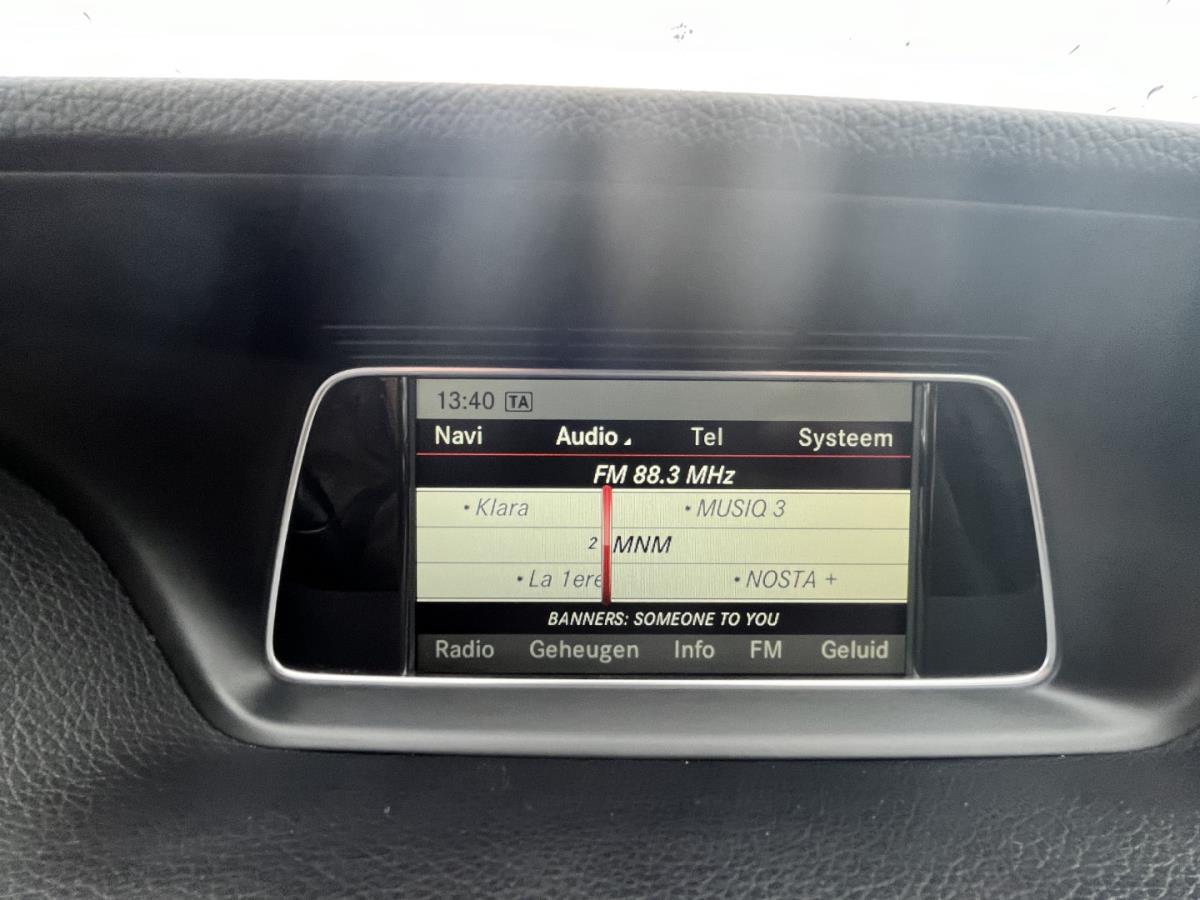 13:40 TA
Navi Audio Tel Systeem
FM 88.3 MHz
• Klara • MUSIQ 3
2 MNM
• La 1ere • NOSTA +
BANNERS: SOMEONE TO YOU
Radio Geheugen Info FM Geluid